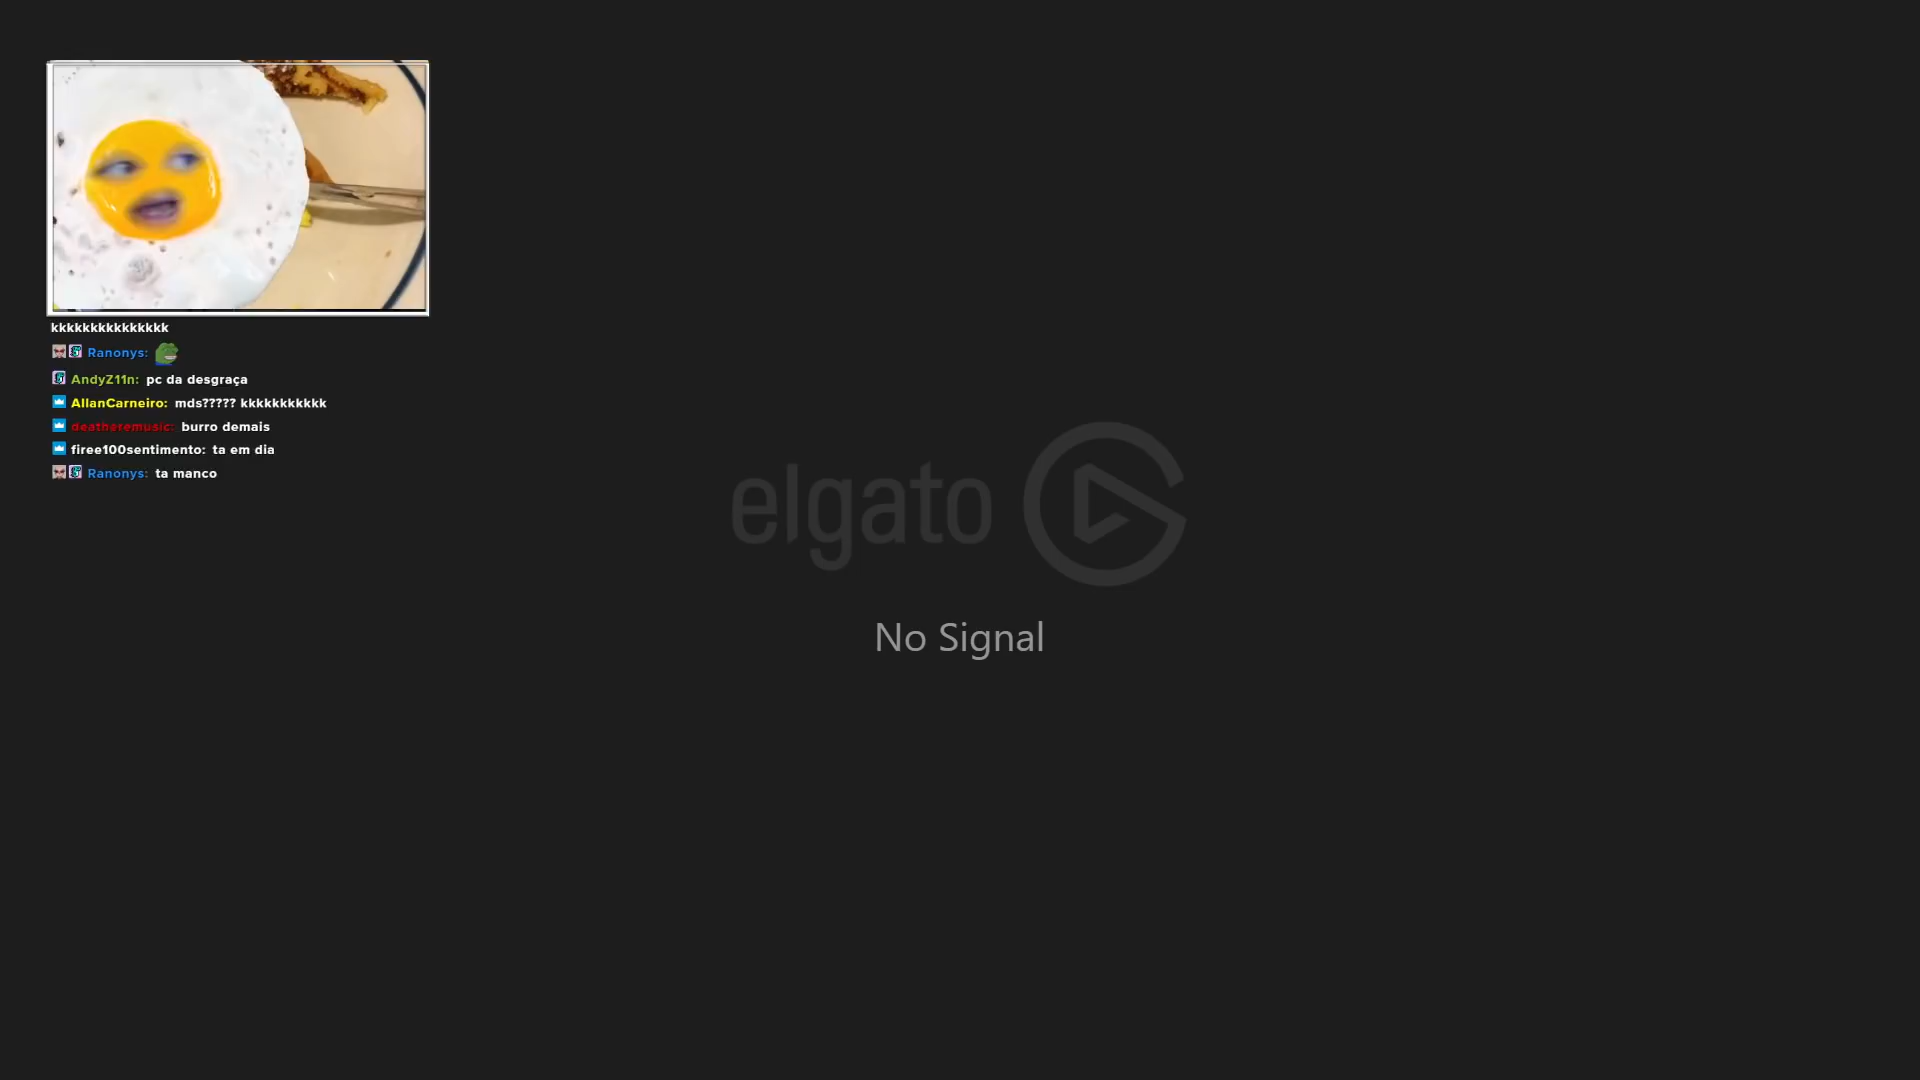 kkkkkkkkkkkkkkk
Ranonys:
AndyZ11n: pc da desgraça
AllanCarneiro: mds????? kkkkkkkkkkk
deatheremusic: burro demais
firee100sentimento: ta em dia
Ranonys: ta manco
elgato
No Signal